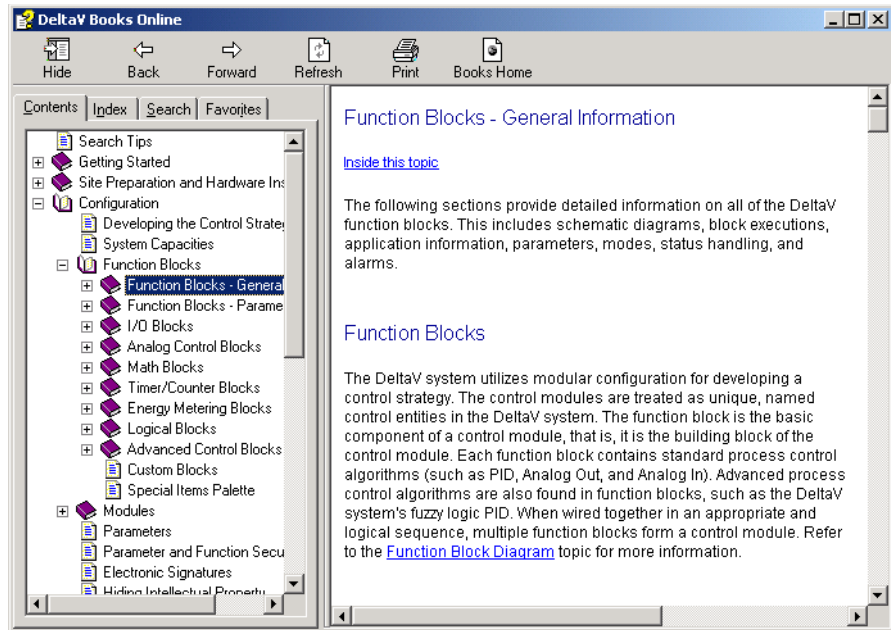 DeltaV Books Online
Hide Back Forward Refresh Print Books Home
Contents Index Search Favorites
Search Tips
Getting Started
Site Preparation and Hardware Ins
Configuration
Developing the Control Strate
System Capacities
Function Blocks
Function Blocks - General
Function Blocks - Parame
I/O Blocks
Analog Control Blocks
Math Blocks
Timer/Counter Blocks
Energy Metering Blocks
Logical Blocks
Advanced Control Blocks
Custom Blocks
Special Items Palette
Modules
Parameters
Parameter and Function Secu
Electronic Signatures
Hiding Intellectual Property
Function Blocks - General Information
Inside this topic
The following sections provide detailed information on all of the DeltaV
function blocks. This includes schematic diagrams, block executions,
application information, parameters, modes, status handling, and
alarms.
Function Blocks
The DeltaV system utilizes modular configuration for developing a
control strategy. The control modules are treated as unique, named
control entities in the DeltaV system. The function block is the basic
component of a control module, that is, it is the building block of the
control module. Each function block contains standard process control
algorithms (such as PID, Analog Out, and Analog In). Advanced process
control algorithms are also found in function blocks, such as the DeltaV
system's fuzzy logic PID. When wired together in an appropriate and
logical sequence, multiple function blocks form a control module. Refer
to the Function Block Diagram topic for more information.